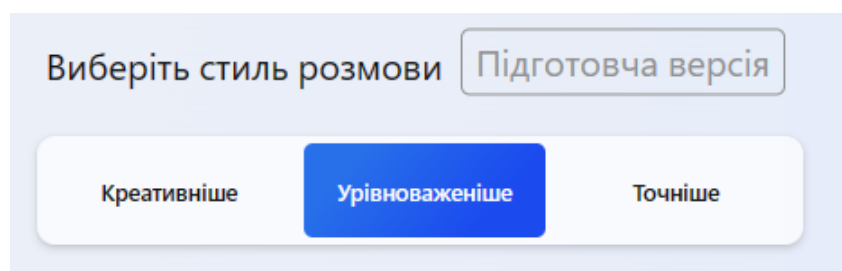 Виберіть стиль розмови Підготовча версія
Креативніше Урівноваженіше Точніше